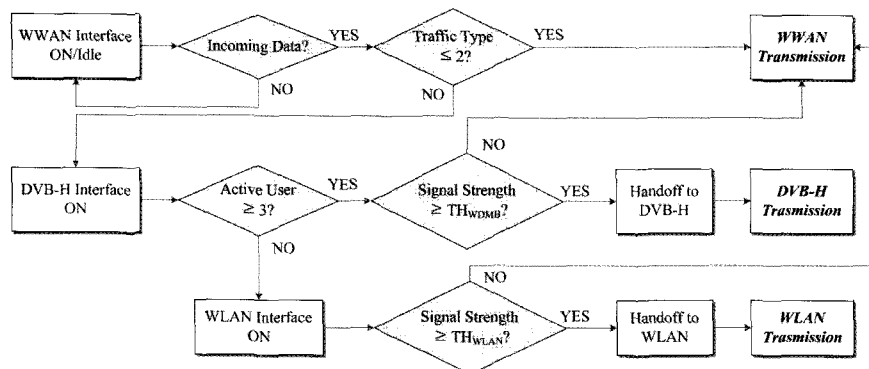 WWAN Interface
ON/Idle
Incoming Data?
YES
NO
Traffic Type
≤ 2?
YES
NO
WWAN
Transmission
DVB-H Interface
ON
Active User
≥ 3?
YES
NO
Signal Strength
≥ TH_WDMB?
NO
YES
Handoff to
DVB-H
DVB-H
Trasmission
WLAN Interface
ON
Signal Strength
≥ TH_WLAN?
NO
YES
Handoff to
WLAN
WLAN
Trasmission